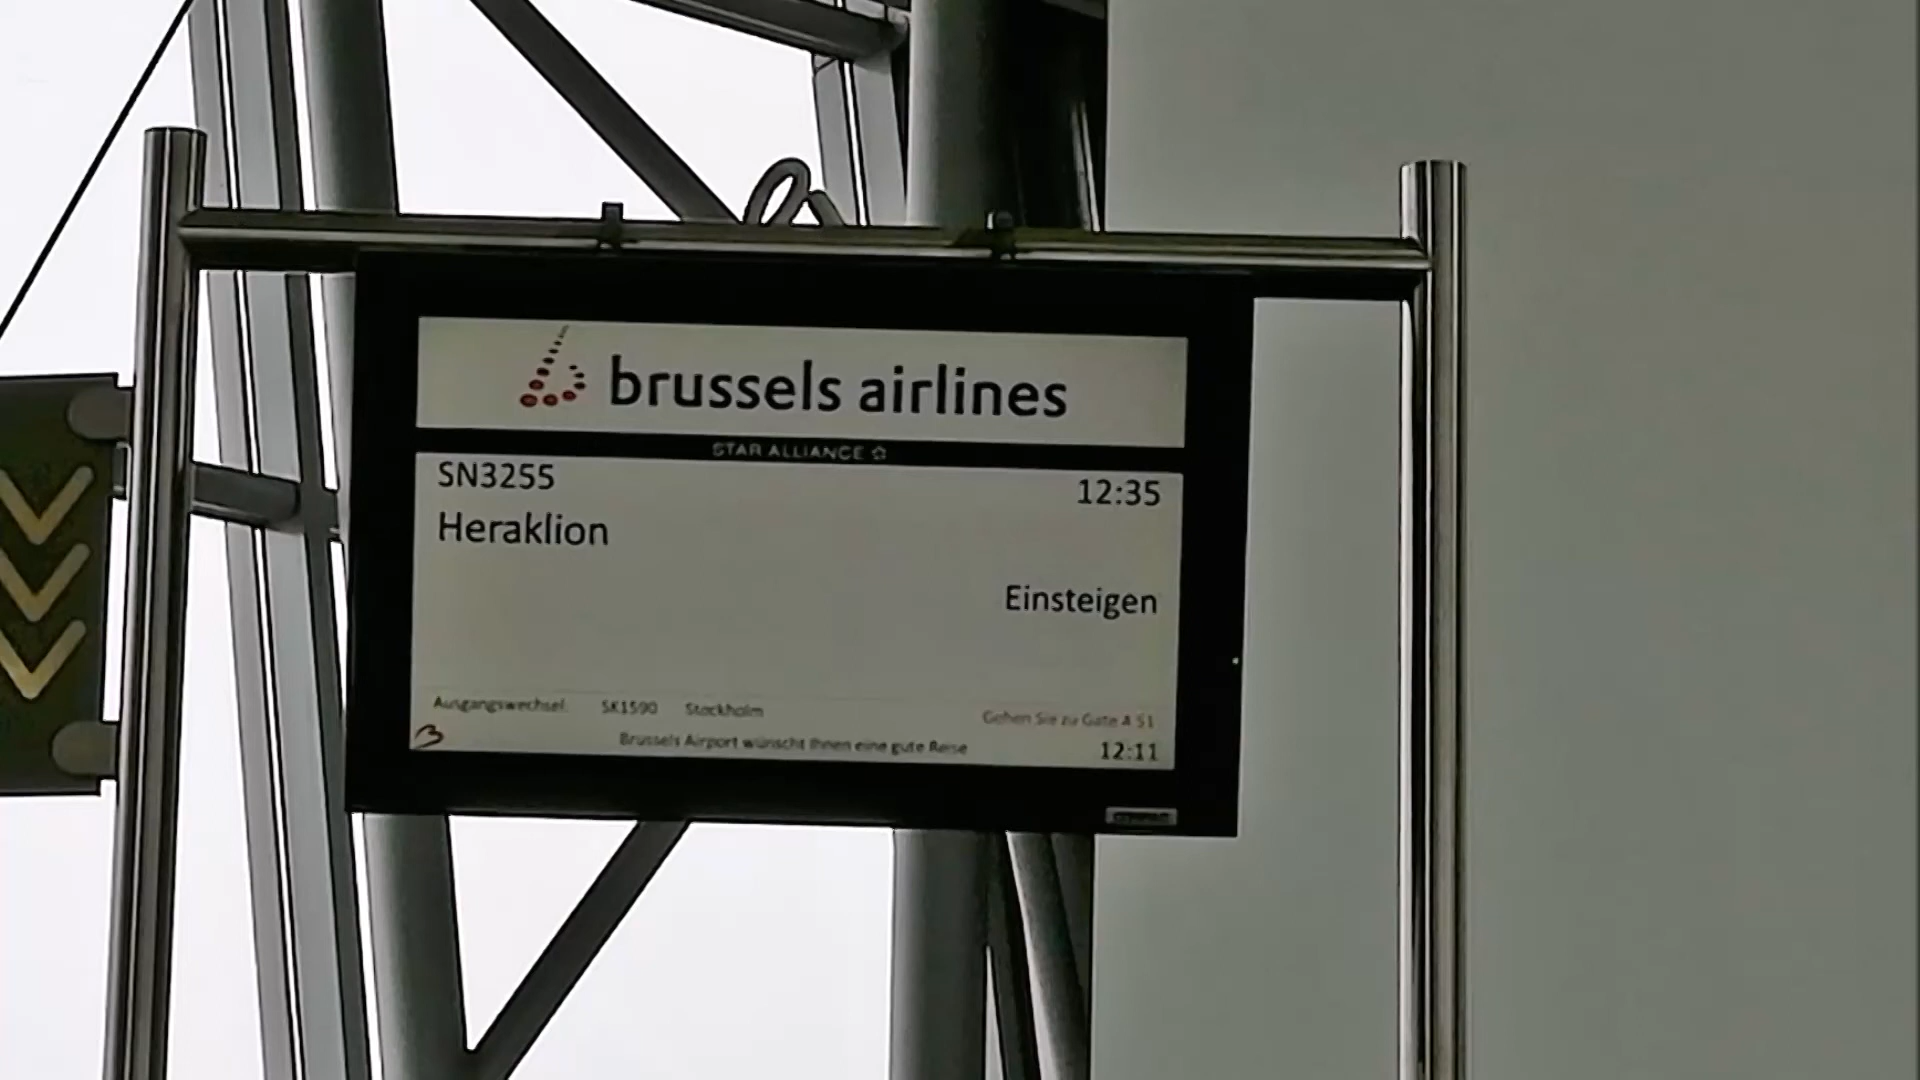 brussels airlines
STAR ALLIANCE
SN3255 12:35
Heraklion
Einsteigen
Ausgangswechsel: SK1590 Stockholm Gehen Sie zu Gate A 51
Brussels Airport wünscht Ihnen eine gute Reise 12:11